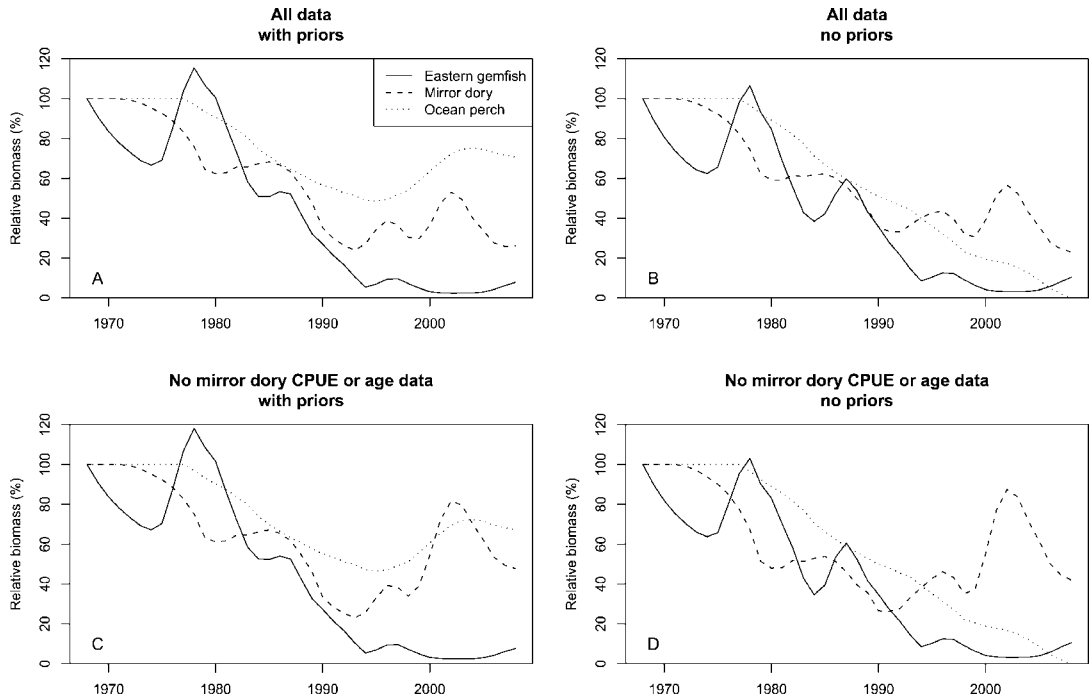 All data
with priors
Relative biomass (%)
120
100
80
60
40
20
0
Eastern gemfish
Mirror dory
Ocean perch
A
1970
1980
1990
2000
All data
no priors
Relative biomass (%)
120
100
80
60
40
20
0
B
1970
1980
1990
2000
No mirror dory CPUE or age data
with priors
Relative biomass (%)
120
100
80
60
40
20
0
C
1970
1980
1990
2000
No mirror dory CPUE or age data
no priors
Relative biomass (%)
120
100
80
60
40
20
0
D
1970
1980
1990
2000